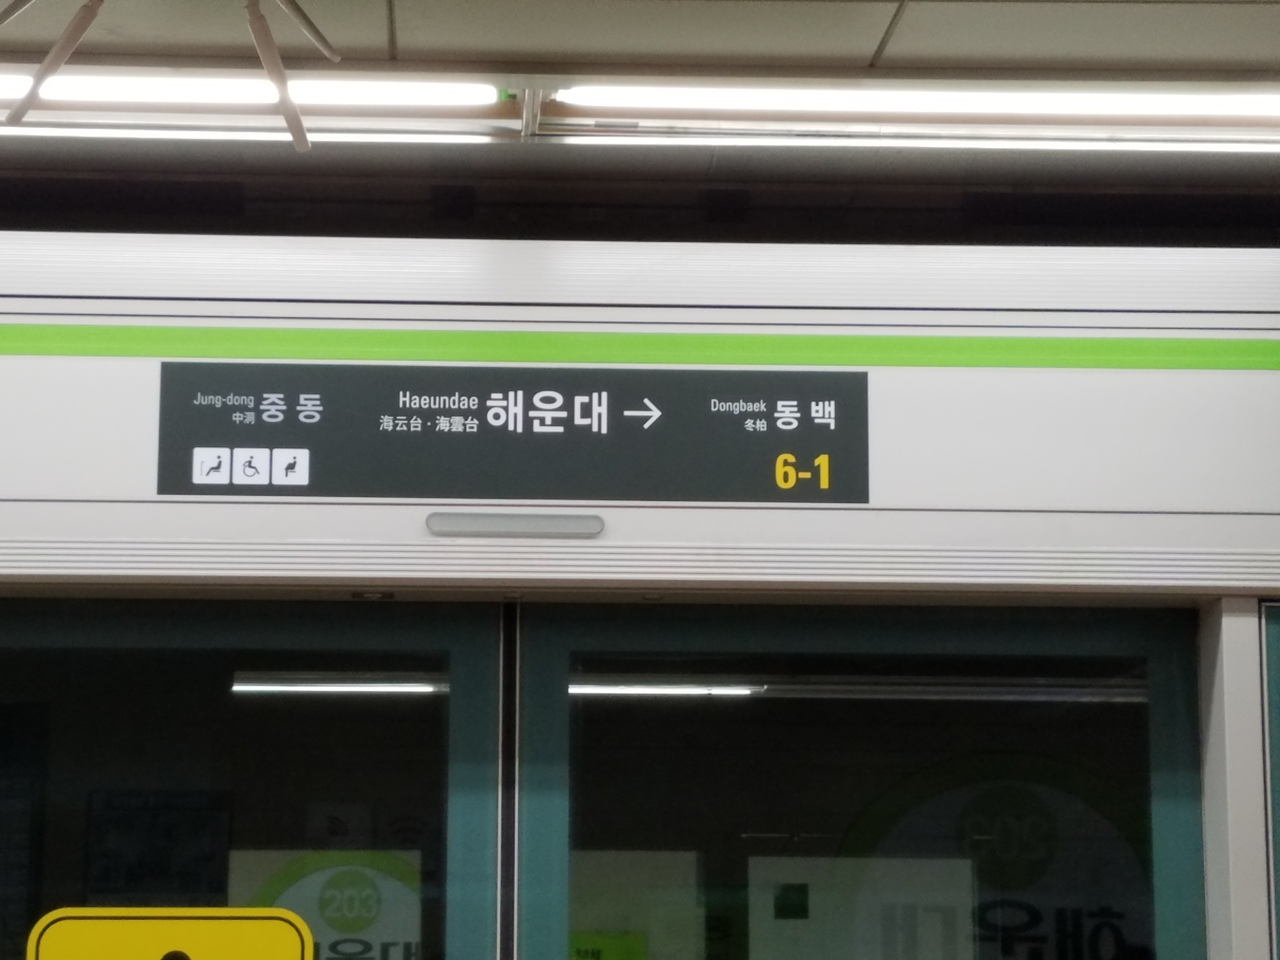 Jung-dong 중동
中洞
Haeundae 해운대 →
海云台·海雲台
Dongbaek 동백
冬柏
6-1
203